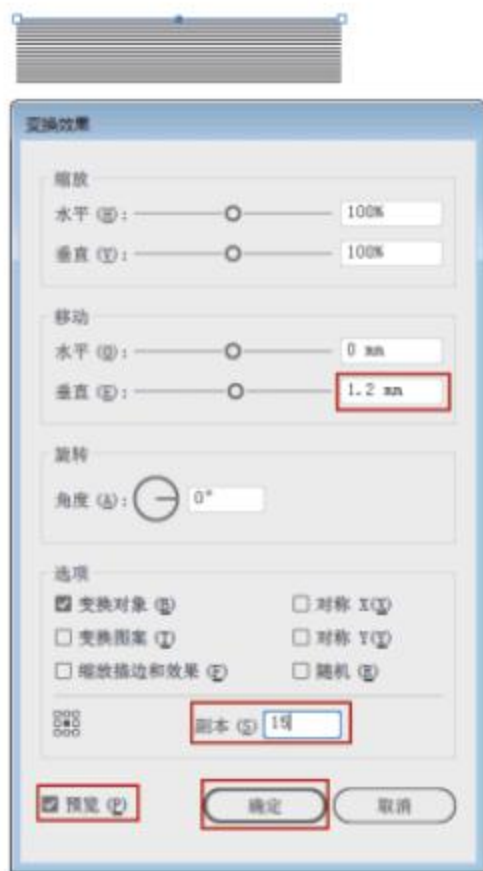 变换效果
缩放
水平 (H): 100%
垂直 (V): 100%
移动
水平 (O): 0 mm
垂直 (E): 1.2 mm
旋转
角度 (A): 0°
选项
变换对象 (B) 对称 X(X)
变换图案 (T) 对称 Y(Y)
缩放描边和效果 (F) 随机 (R)
副本 (S) 15
预览 (P) 确定 取消